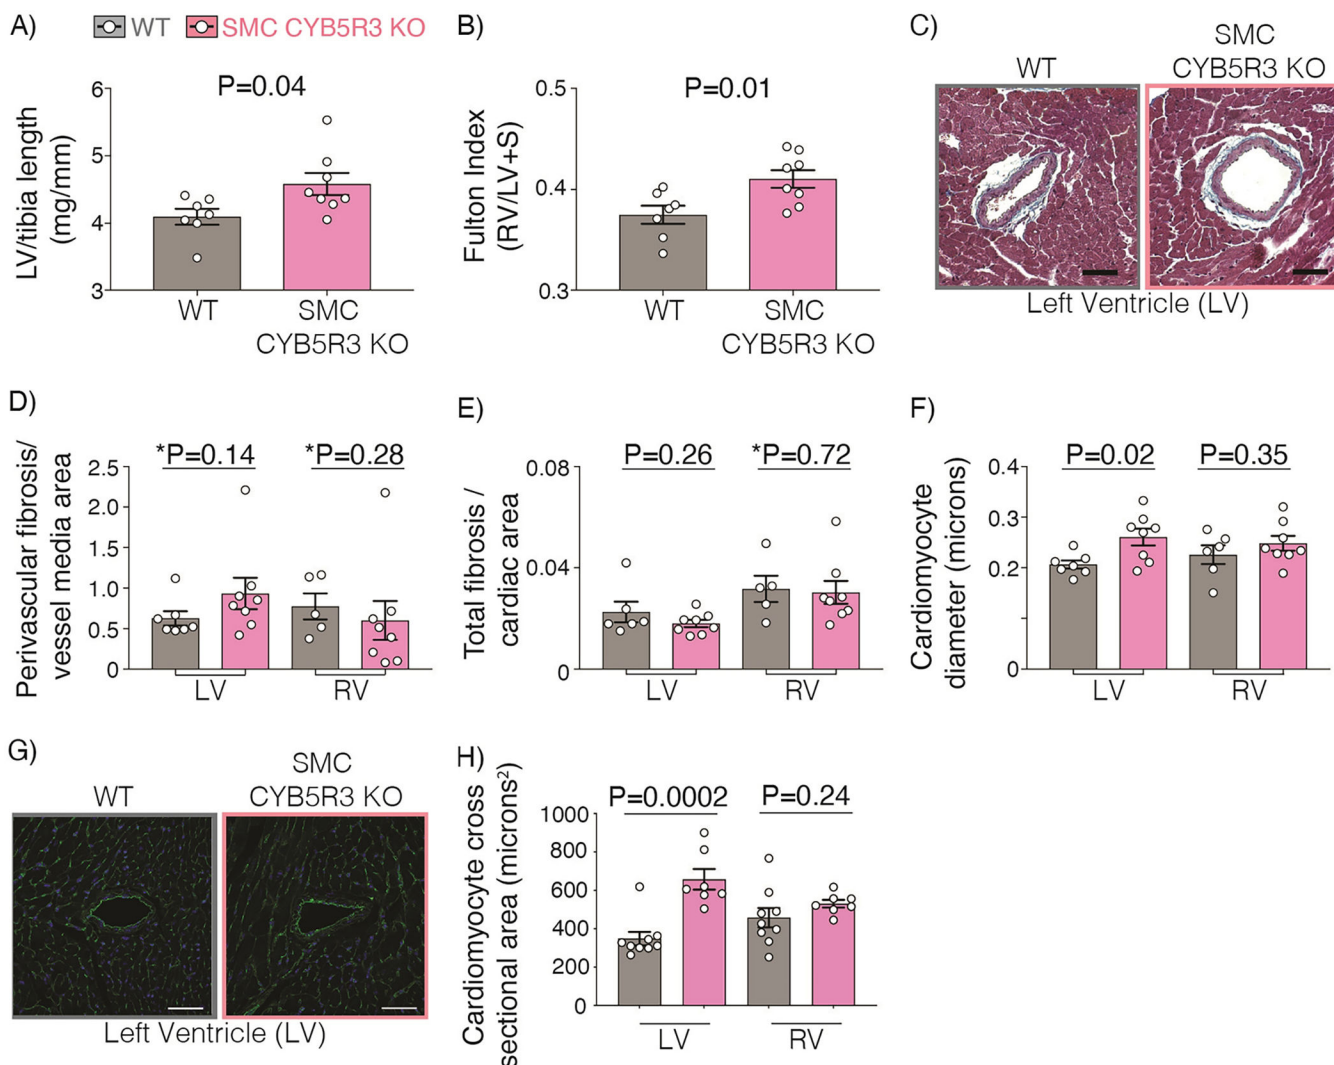 A)
WT
SMC CYB5R3 KO
P=0.04
LV/tibia length
(mg/mm)
6
5
4
3
WT
SMC
CYB5R3 KO
B)
P=0.01
Fulton Index
(RV/LV+S)
0.5
0.4
0.3
WT
SMC
CYB5R3 KO
C)
WT
SMC
CYB5R3 KO
Left Ventricle (LV)
D)
*P=0.14
*P=0.28
Perivascular fibrosis/
vessel media area
2.5
2.0
1.5
1.0
0.5
0
LV
RV
E)
P=0.26
*P=0.72
Total fibrosis /
cardiac area
0.08
0.04
0
LV
RV
F)
P=0.02
P=0.35
Cardiomyocyte
diameter (microns)
0.4
0.3
0.2
0
LV
RV
G)
WT
SMC
CYB5R3 KO
Left Ventricle (LV)
H)
P=0.0002
P=0.24
Cardiomyocyte cross
sectional area (microns²)
1000
800
600
400
200
0
LV
RV